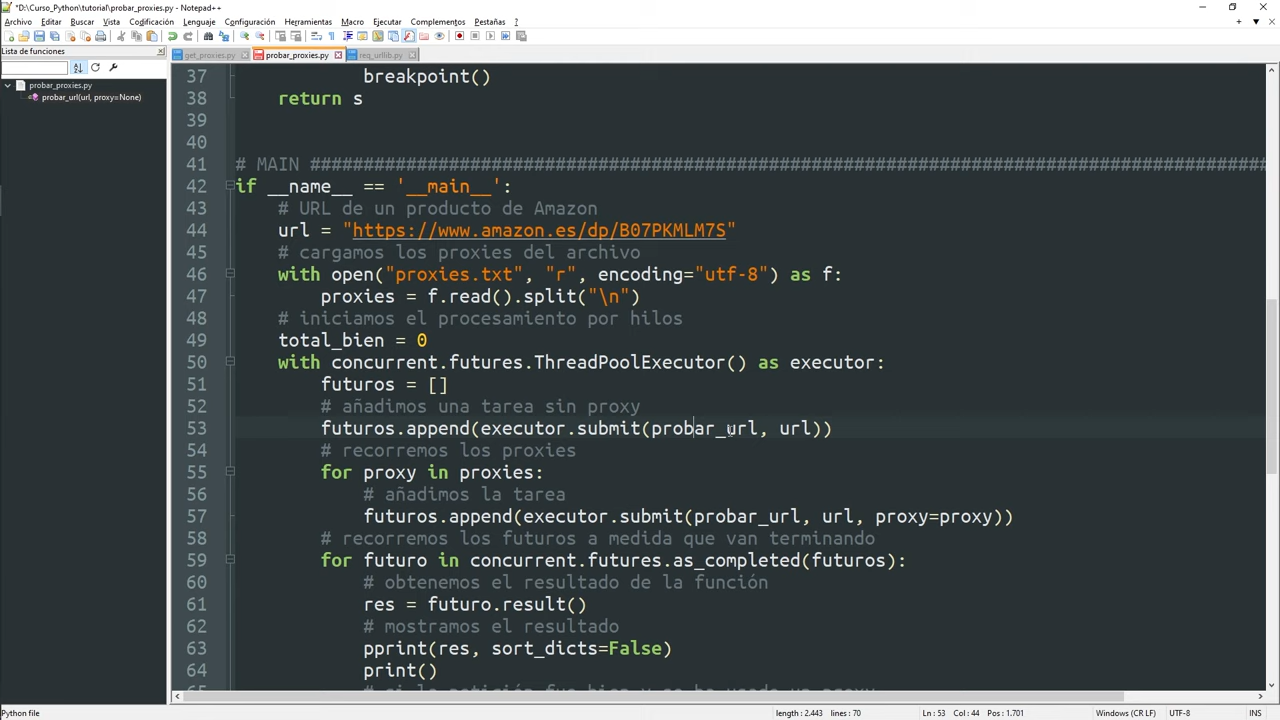 *D:\Curso_Python\tutorial\probar_proxies.py - Notepad++
Archivo Editar Buscar Vista Codificación Lenguaje Configuración Herramientas Macro Ejecutar Complementos Pestañas ?
Lista de funciones
get_proxies.py probar_proxies.py req_urllib.py
probar_proxies.py
probar_url(url, proxy=None)
37 breakpoint()
38 return s
39
40
41 # MAIN ##########################################################################################
42 if __name__ == '__main__':
43 # URL de un producto de Amazon
44 url = "https://www.amazon.es/dp/B07PKMLM7S"
45 # cargamos los proxies del archivo
46 with open("proxies.txt", "r", encoding="utf-8") as f:
47 proxies = f.read().split("\n")
48 # iniciamos el procesamiento por hilos
49 total_bien = 0
50 with concurrent.futures.ThreadPoolExecutor() as executor:
51 futuros = []
52 # añadimos una tarea sin proxy
53 futuros.append(executor.submit(probar_url, url))
54 # recorremos los proxies
55 for proxy in proxies:
56 # añadimos la tarea
57 futuros.append(executor.submit(probar_url, url, proxy=proxy))
58 # recorremos los futuros a medida que van terminando
59 for futuro in concurrent.futures.as_completed(futuros):
60 # obtenemos el resultado de la función
61 res = futuro.result()
62 # mostramos el resultado
63 pprint(res, sort_dicts=False)
64 print()
Python file length : 2.443 lines : 70 Ln : 53 Col : 44 Pos : 1.701 Windows (CR LF) UTF-8 INS